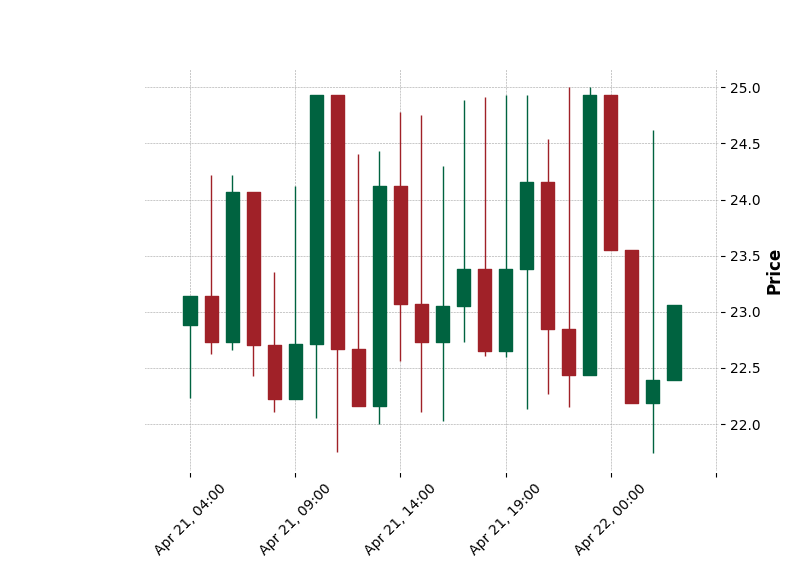 25.0
24.5
24.0
23.5
23.0
22.5
22.0
Price
Apr 21, 04:00
Apr 21, 09:00
Apr 21, 14:00
Apr 21, 19:00
Apr 22, 00:00